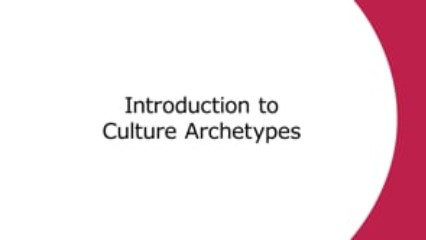 Introduction to
Culture Archetypes